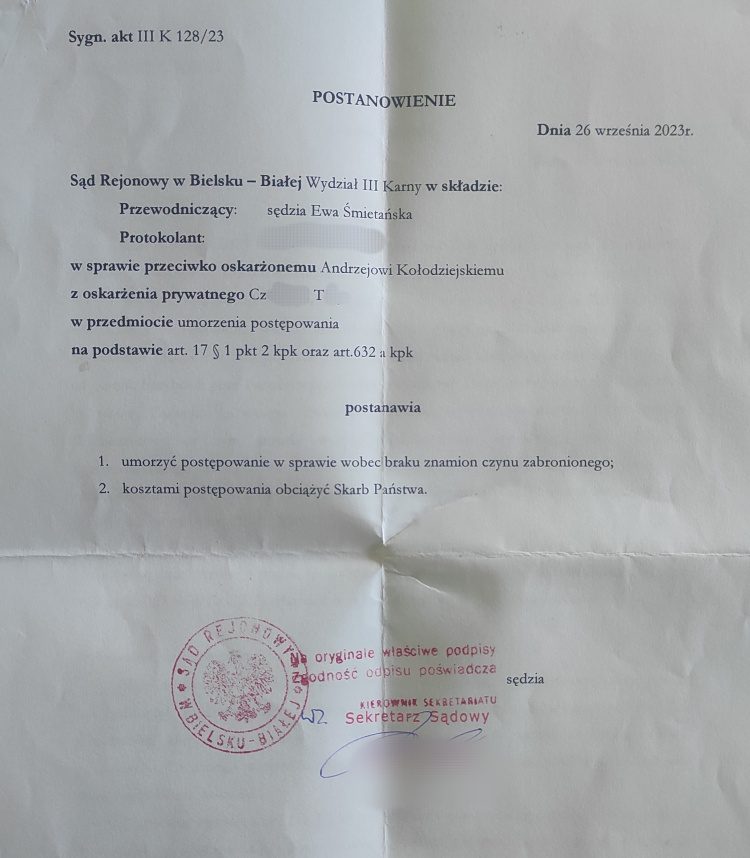 Sygn. akt III K 128/23
POSTANOWIENIE
Dnia 26 września 2023r.
Sąd Rejonowy w Bielsku – Białej Wydział III Karny w składzie:
Przewodniczący: sędzia Ewa Śmietańska
Protokolant:
w sprawie przeciwko oskarżonemu Andrzejowi Kołodziejskiemu
z oskarżenia prywatnego Cz T
w przedmiocie umorzenia postępowania
na podstawie art. 17 § 1 pkt 2 kpk oraz art.632 a kpk
postanawia
1. umorzyć postępowanie w sprawie wobec braku znamion czynu zabronionego;
2. kosztami postępowania obciążyć Skarb Państwa.
SĄD REJONOWY
W BIELSKU-BIAŁEJ
Na oryginale właściwe podpisy
Zgodność odpisu poświadcza
sędzia
KIEROWNIK SEKRETARIATU
wz Sekretarz Sądowy